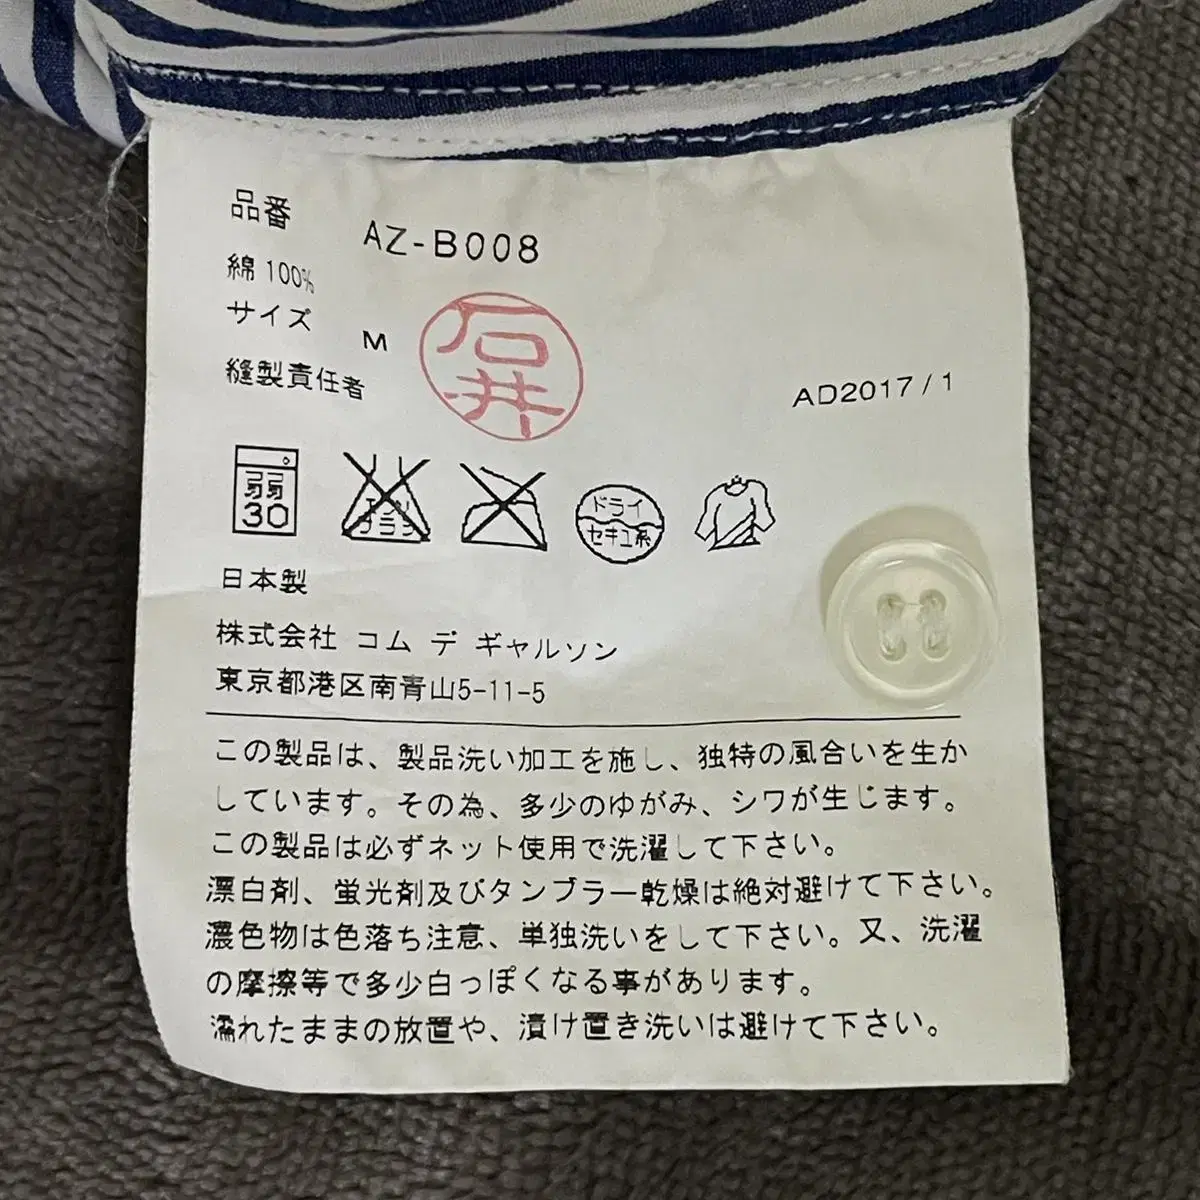 品番 AZ-B008
綿 100%
サイズ M
石井
縫製責任者
AD2017/1
弱
30
エンソ
フラン
ドライ
セキユ系
日本製
株式会社 コム デ ギャルソン
東京都港区南青山5-11-5
この製品は、製品洗い加工を施し、独特の風合いを生か
しています。その為、多少のゆがみ、シワが生じます。
この製品は必ずネット使用で洗濯して下さい。
漂白剤、蛍光剤及びタンブラー乾燥は絶対避けて下さい。
濃色物は色落ち注意、単独洗いをして下さい。又、洗濯
の摩擦等で多少白っぽくなる事があります。
濡れたままの放置や、漬け置き洗いは避けて下さい。